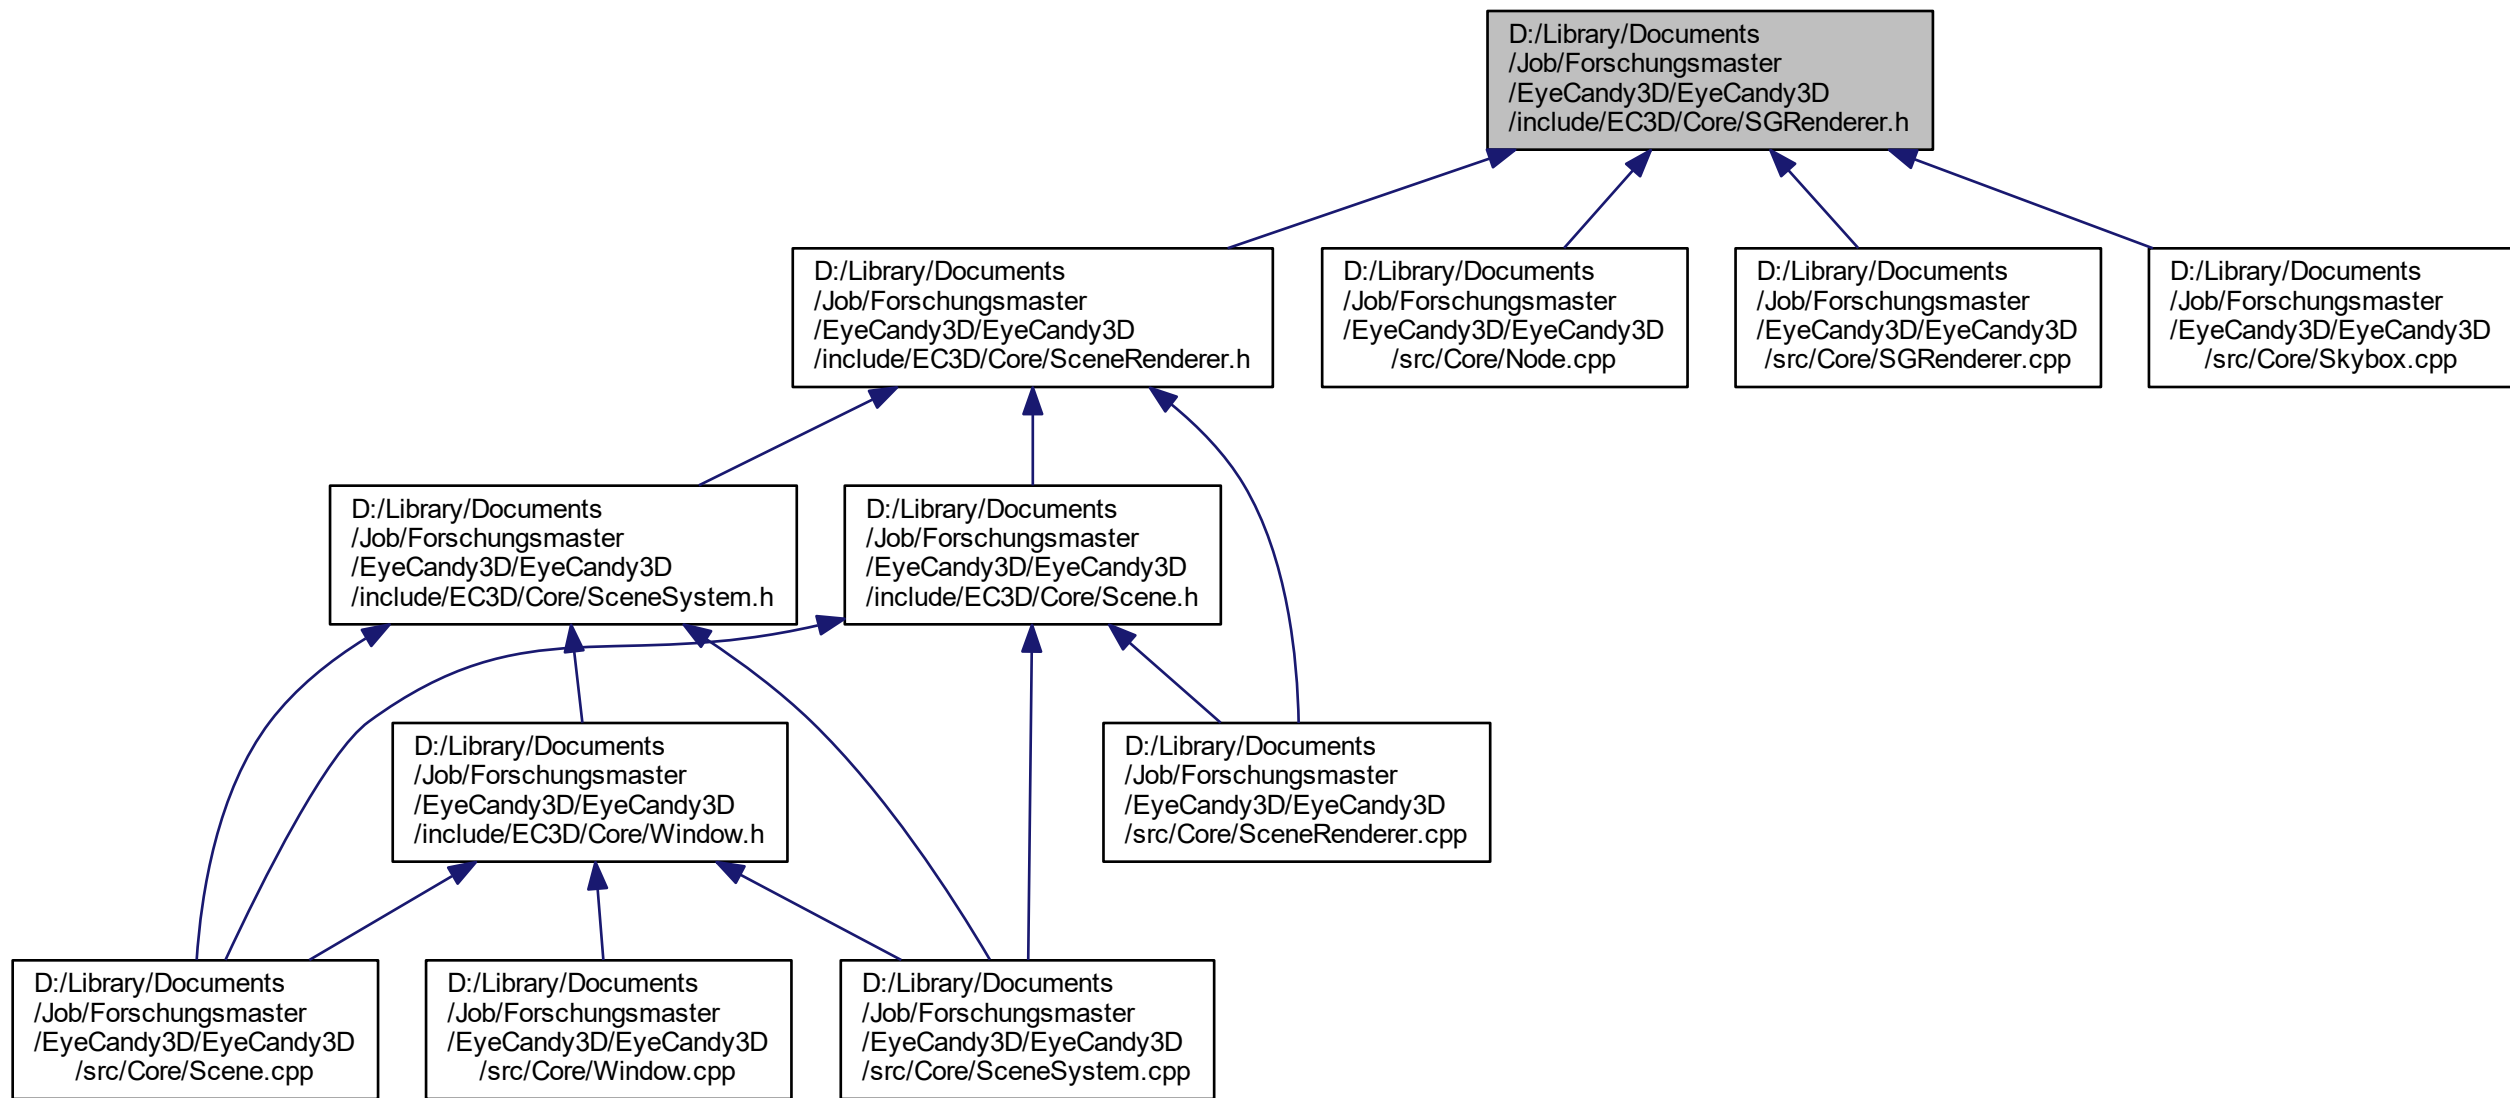 D:/Library/Documents
/Job/Forschungsmaster
/EyeCandy3D/EyeCandy3D
/include/EC3D/Core/SGRenderer.h
D:/Library/Documents
/Job/Forschungsmaster
/EyeCandy3D/EyeCandy3D
/include/EC3D/Core/SceneRenderer.h
D:/Library/Documents
/Job/Forschungsmaster
/EyeCandy3D/EyeCandy3D
/src/Core/Node.cpp
D:/Library/Documents
/Job/Forschungsmaster
/EyeCandy3D/EyeCandy3D
/src/Core/SGRenderer.cpp
D:/Library/Documents
/Job/Forschungsmaster
/EyeCandy3D/EyeCandy3D
/src/Core/Skybox.cpp
D:/Library/Documents
/Job/Forschungsmaster
/EyeCandy3D/EyeCandy3D
/include/EC3D/Core/SceneSystem.h
D:/Library/Documents
/Job/Forschungsmaster
/EyeCandy3D/EyeCandy3D
/include/EC3D/Core/Scene.h
D:/Library/Documents
/Job/Forschungsmaster
/EyeCandy3D/EyeCandy3D
/include/EC3D/Core/Window.h
D:/Library/Documents
/Job/Forschungsmaster
/EyeCandy3D/EyeCandy3D
/src/Core/SceneRenderer.cpp
D:/Library/Documents
/Job/Forschungsmaster
/EyeCandy3D/EyeCandy3D
/src/Core/Scene.cpp
D:/Library/Documents
/Job/Forschungsmaster
/EyeCandy3D/EyeCandy3D
/src/Core/Window.cpp
D:/Library/Documents
/Job/Forschungsmaster
/EyeCandy3D/EyeCandy3D
/src/Core/SceneSystem.cpp